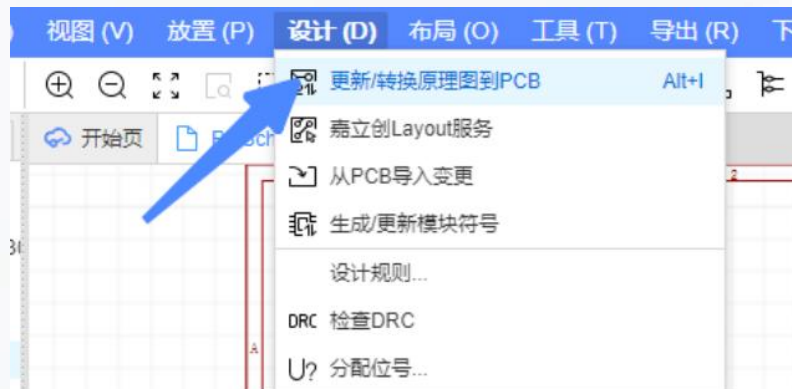 视图 (V) 放置 (P) 设计 (D) 布局 (O) 工具 (T) 导出 (R) 下
更新/转换原理图到PCB Alt+I
开始页
嘉立创Layout服务
从PCB导入变更
2
生成/更新模块符号
设计规则...
DRC 检查DRC
A
U? 分配位号...